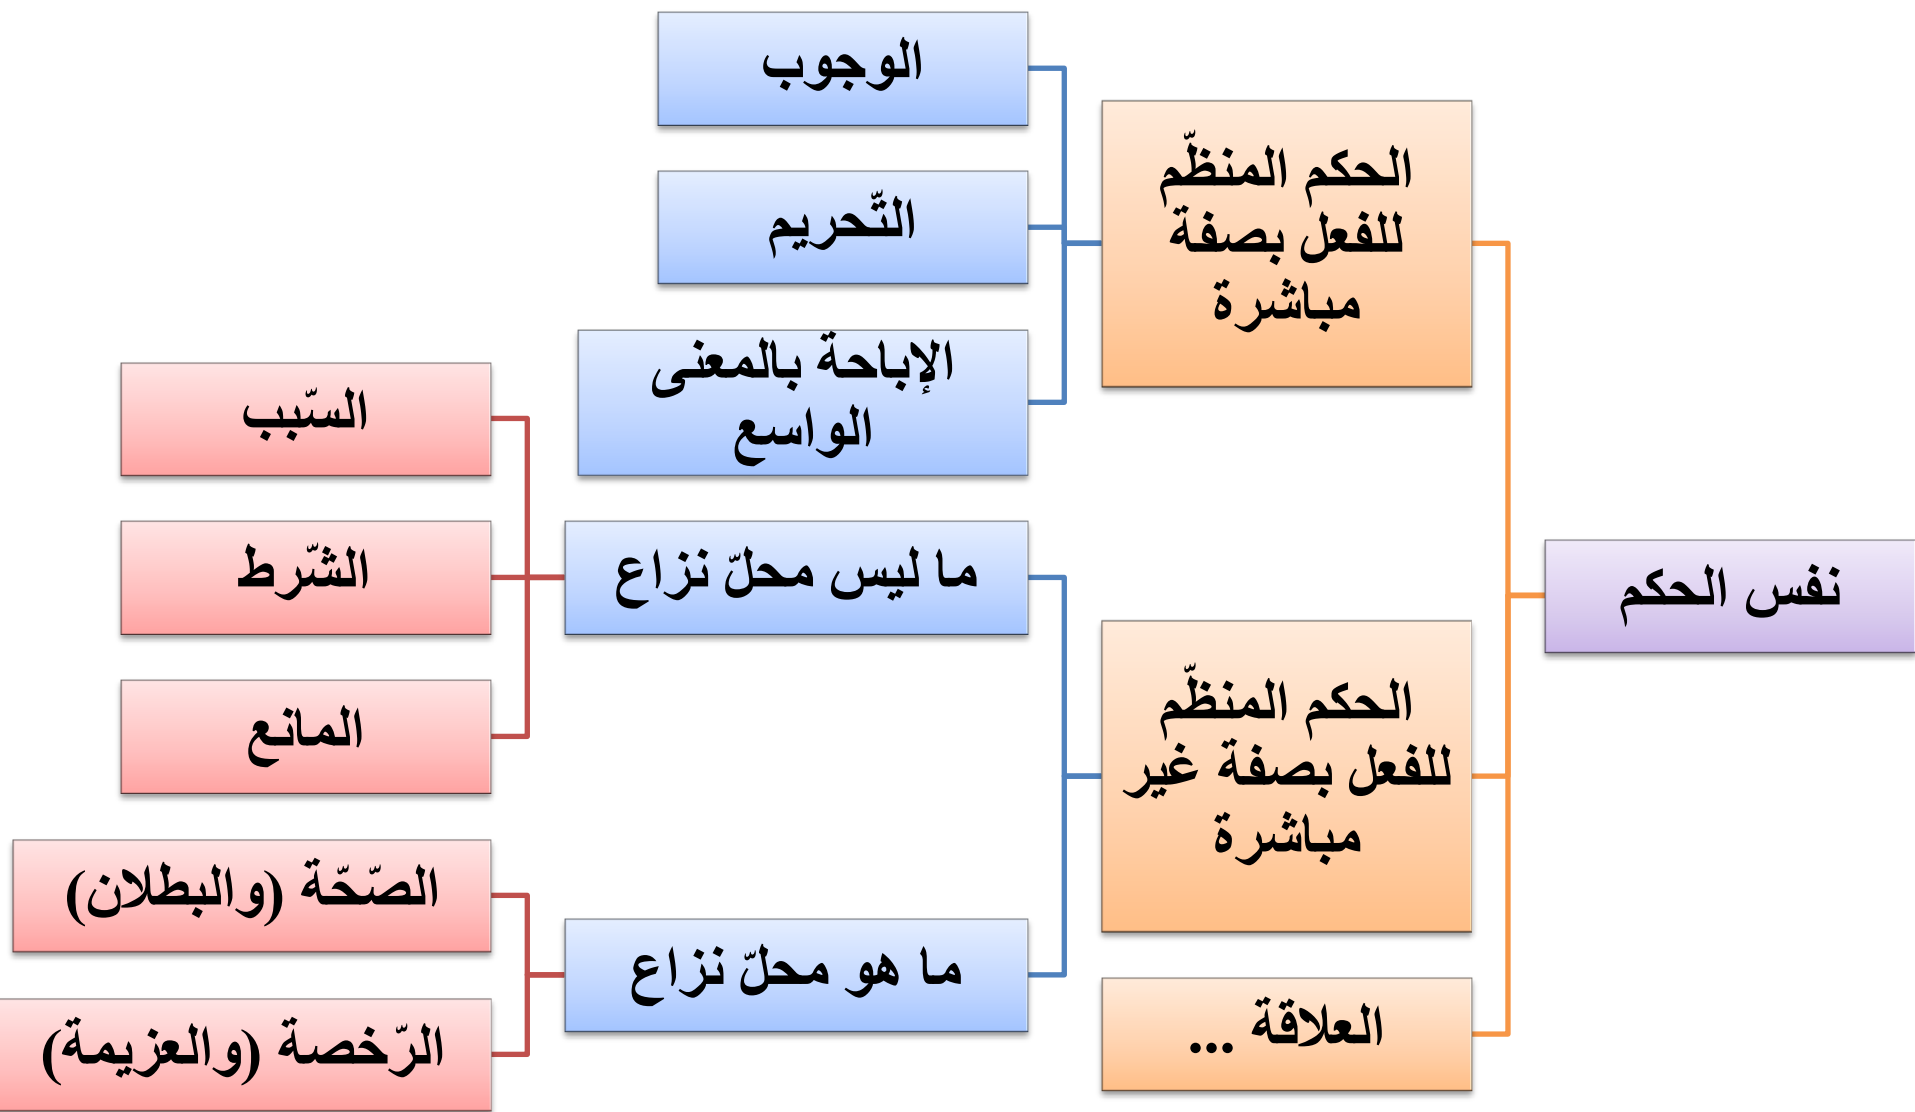 نفس الحكم
الحكم المنظّم
للفعل بصفة
مباشرة
الوجوب
التّحريم
الإباحة بالمعنى
الواسع
الحكم المنظّم
للفعل بصفة غير
مباشرة
ما ليس محلّ نزاع
السّبب
الشّرط
المانع
ما هو محلّ نزاع
الصّحّة (والبطلان)
الرّخصة (والعزيمة)
العلاقة ...